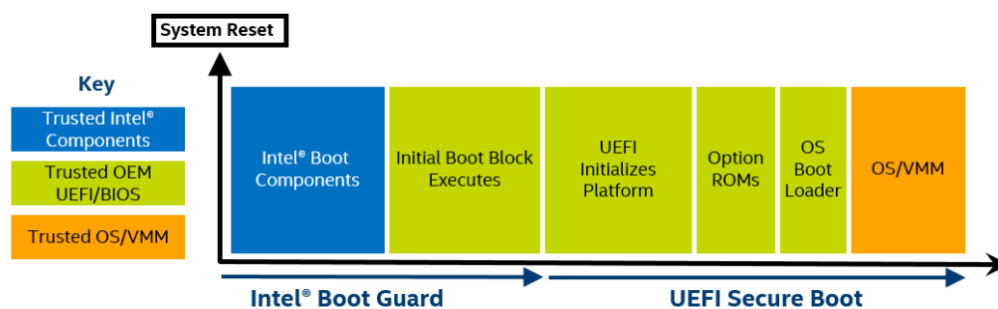 System Reset
Key
Trusted Intel®
Components
Trusted OEM
UEFI/BIOS
Trusted OS/VMM
Intel® Boot
Components
Initial Boot Block
Executes
UEFI
Initializes
Platform
Option
ROMs
OS
Boot
Loader
OS/VMM
Intel® Boot Guard
UEFI Secure Boot